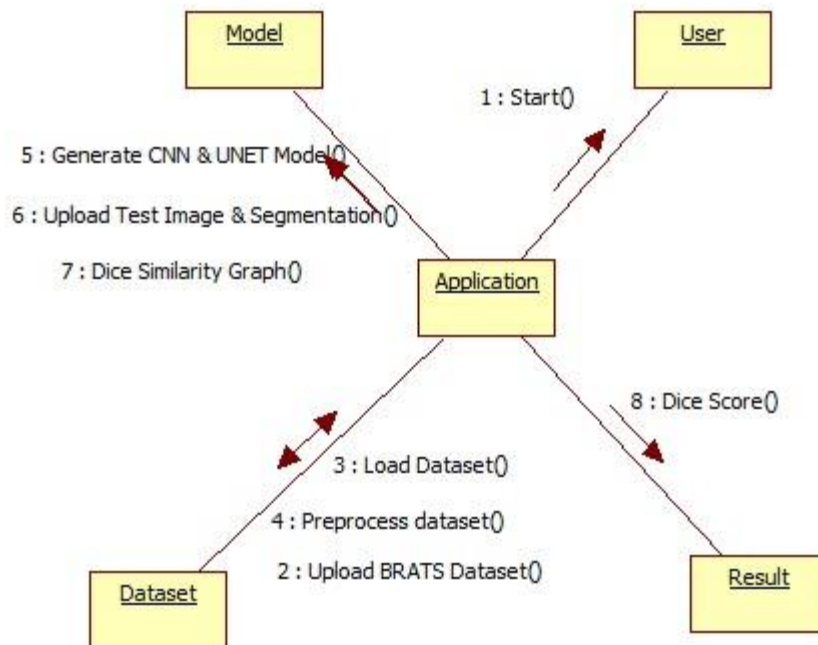 Model
User
1 : Start()
5 : Generate CNN & UNET Model()
6 : Upload Test Image & Segmentation()
7 : Dice Similarity Graph()
Application
8 : Dice Score()
3 : Load Dataset()
4 : Preprocess dataset()
2 : Upload BRATS Dataset()
Dataset
Result